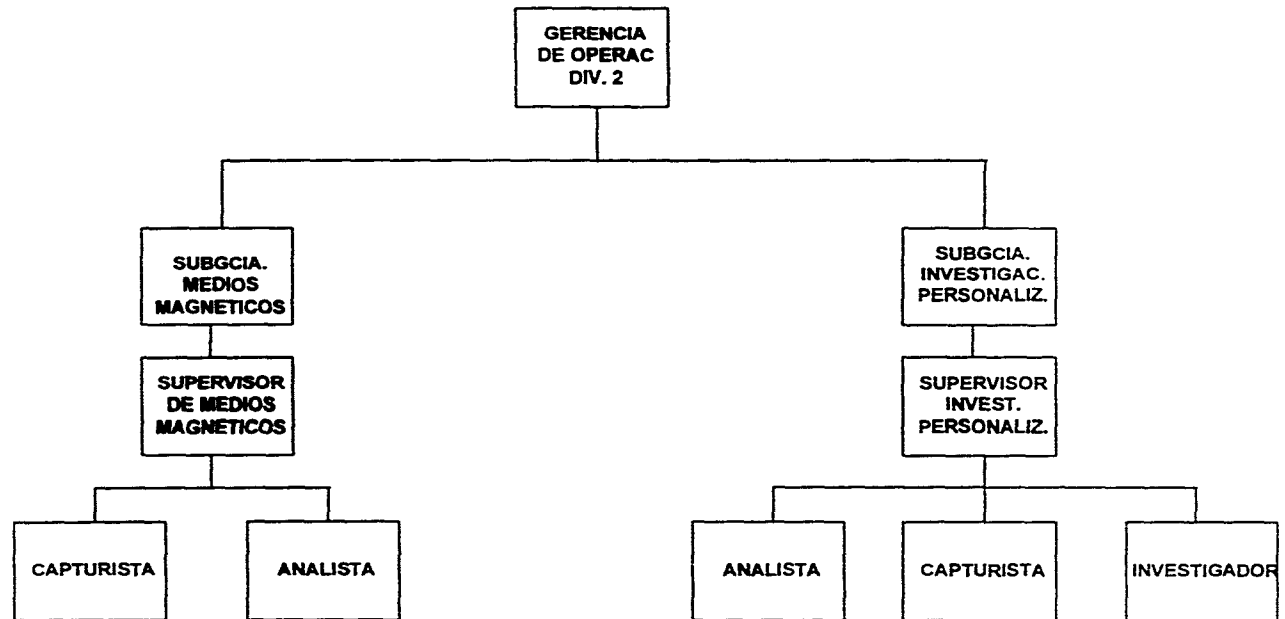 GERENCIA
DE OPERAC
DIV. 2
SUBGCIA.
MEDIOS
MAGNETICOS
SUBGCIA.
INVESTIGAC.
PERSONALIZ.
SUPERVISOR
DE MEDIOS
MAGNETICOS
SUPERVISOR
INVEST.
PERSONALIZ.
CAPTURISTA
ANALISTA
ANALISTA
CAPTURISTA
INVESTIGADOR